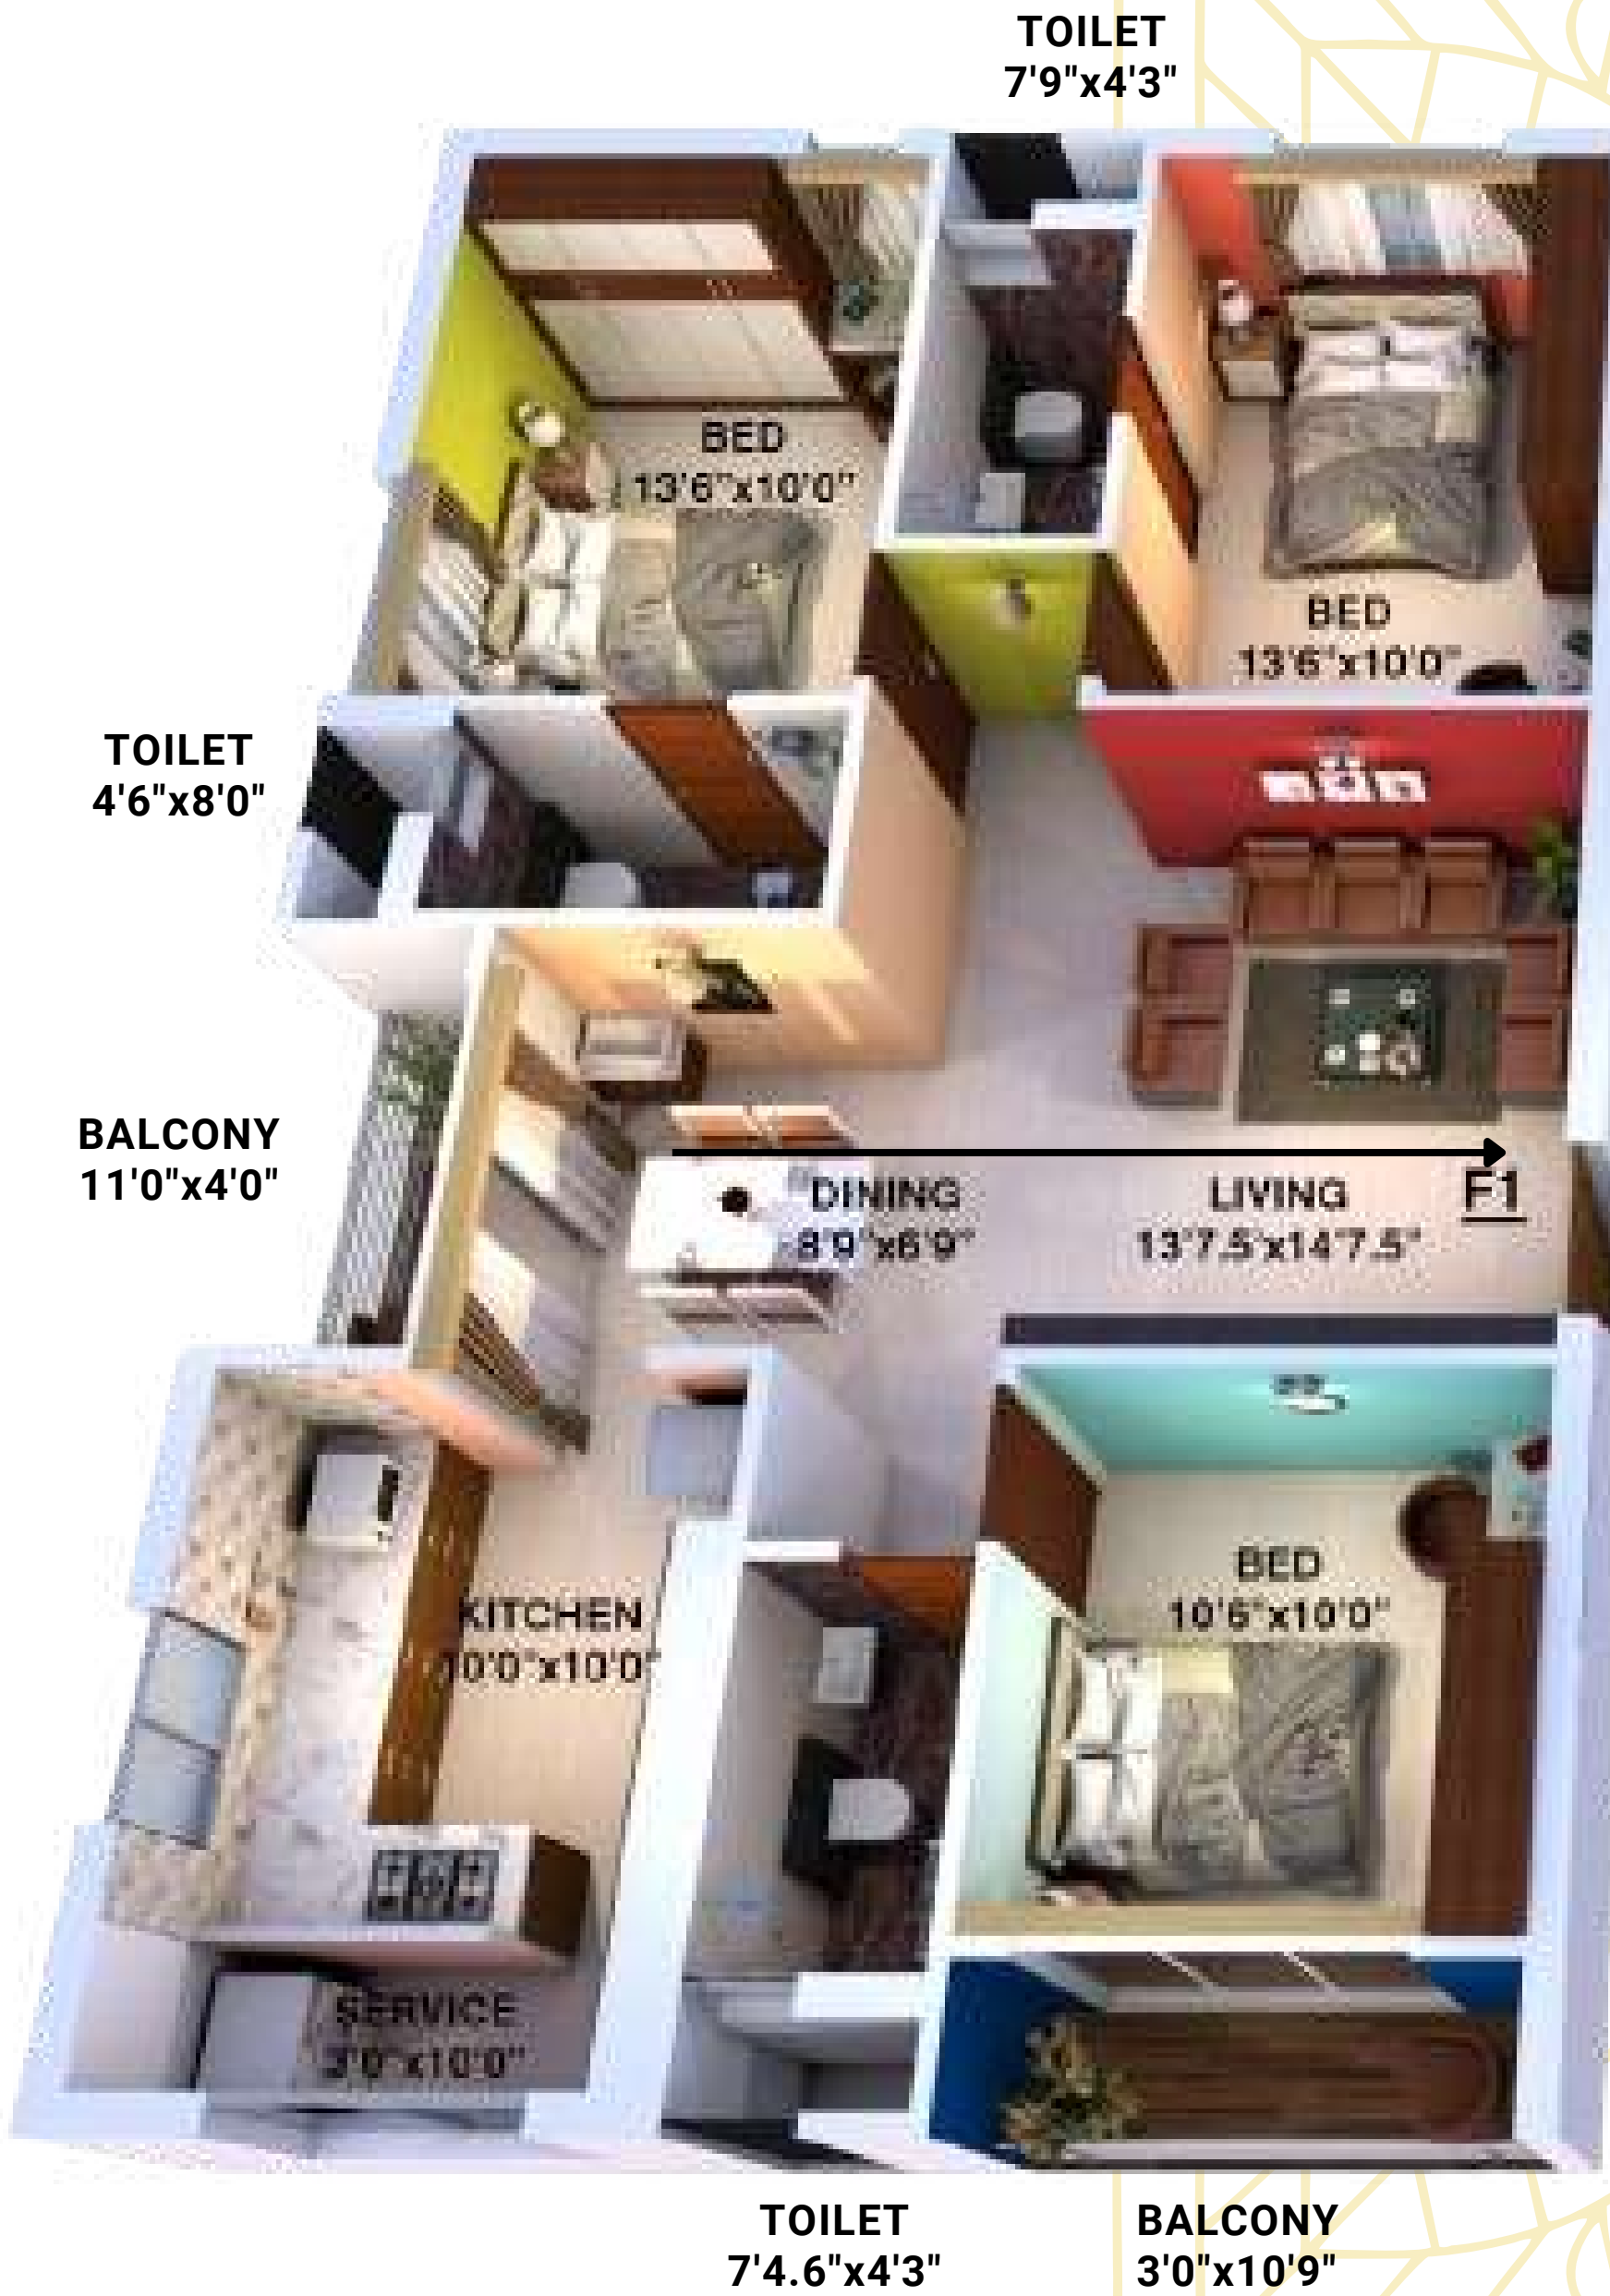 TOILET
7'9"x4'3"
BED
13'6"x10'0"
BED
13'6"x10'0"
TOILET
4'6"x8'0"
BALCONY
11'0"x4'0"
DINING
8'9"x6'9"
LIVING
13'7.5"x14'7.5"
F1
BED
10'6"x10'0"
KITCHEN
10'0"x10'0"
SERVICE
3'0"x10'0"
TOILET
7'4.6"x4'3"
BALCONY
3'0"x10'9"